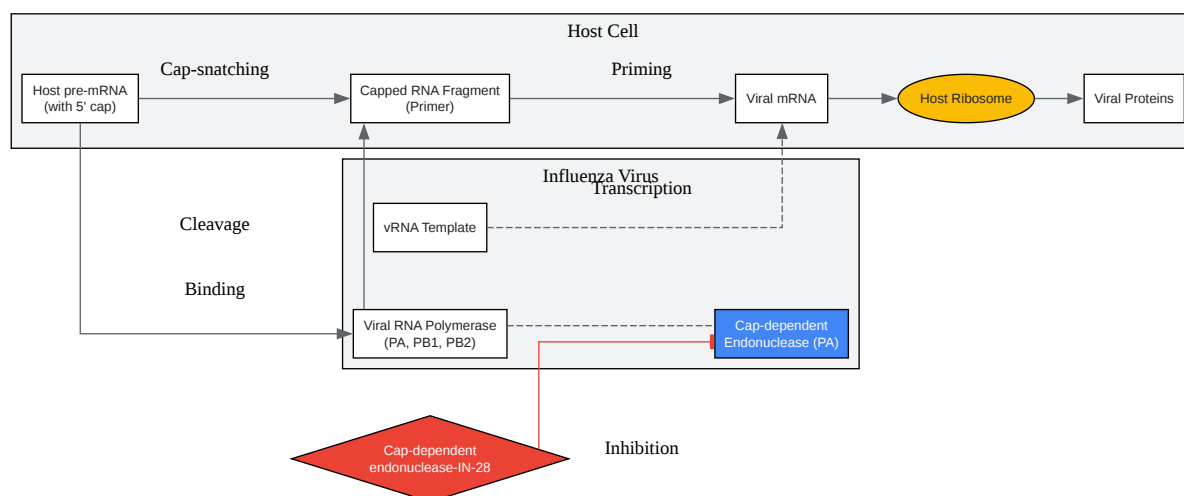 Host Cell
Cap-snatching
Priming
Host pre-mRNA
(with 5' cap)
Capped RNA Fragment
(Primer)
Viral mRNA
Host Ribosome
Viral Proteins
Influenza Virus
Transcription
vRNA Template
Cleavage
Binding
Viral RNA Polymerase
(PA, PB1, PB2)
Cap-dependent
Endonuclease (PA)
Cap-dependent
endonuclease-IN-28
Inhibition